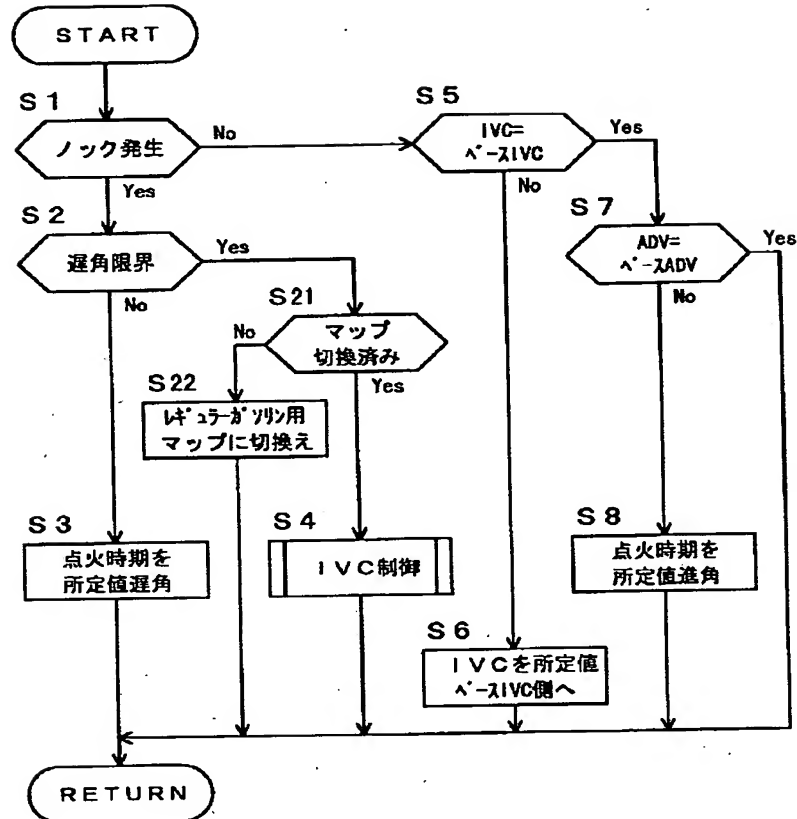 START
S1
ノック発生
No
Yes
S5
IVC=
ベースIVC
Yes
No
S2
遅角限界
Yes
No
S7
ADV=
ベースADV
Yes
No
S21
マップ
切換済み
No
Yes
S22
レギュラーガソリン用
マップに切換え
S3
点火時期を
所定値遅角
S4
IVC制御
S8
点火時期を
所定値進角
S6
IVCを所定値
ベースIVC側へ
RETURN